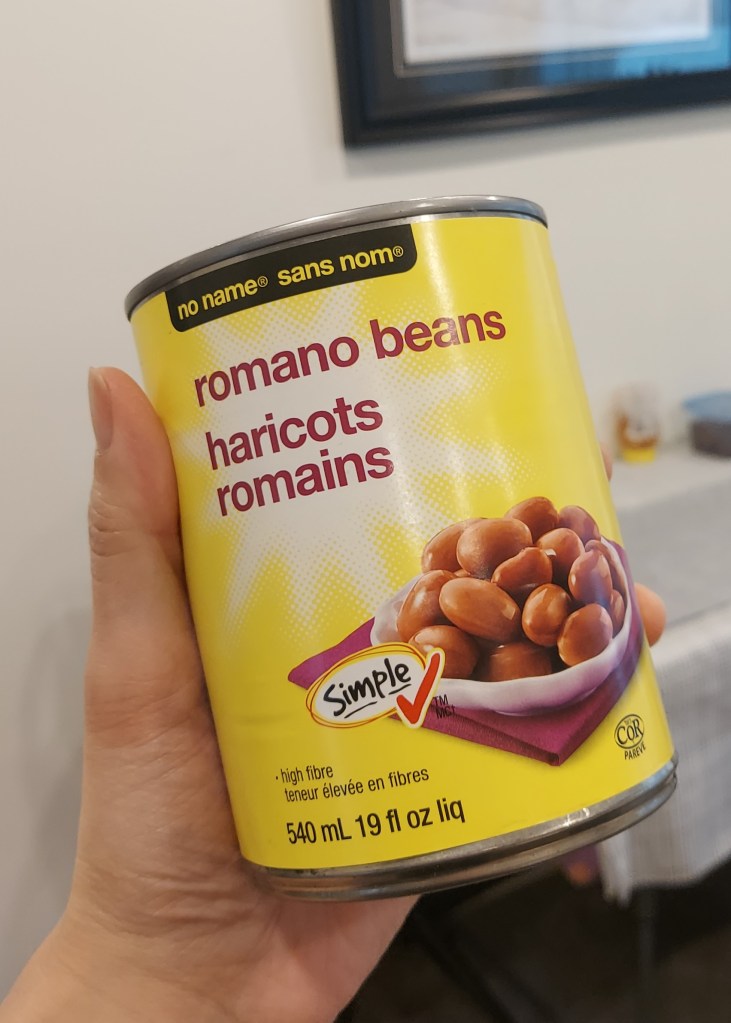 no name® sans nom®
romano beans
haricots
romains
Simple
TM
MC†
· high fibre
teneur élevée en fibres
540 mL 19 fl oz liq
COR
PAREVE